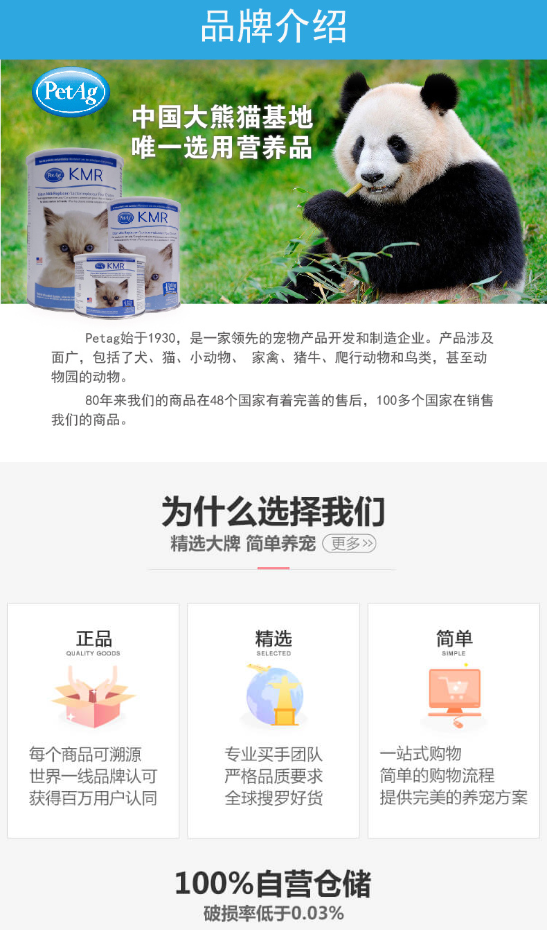 品牌介绍
PetAg
中国大熊猫基地
唯一选用营养品
PetAg KMR
PetAg KMR
PetAg KMR
Petag始于1930，是一家领先的宠物产品开发和制造企业。产品涉及
面广，包括了犬、猫、小动物、 家禽、猪牛、爬行动物和鸟类，甚至动
物园的动物。
80年来我们的商品在48个国家有着完善的售后，100多个国家在销售
我们的商品。
为什么选择我们
精选大牌 简单养宠 更多>>
正品
QUALITY GOODS
每个商品可溯源
世界一线品牌认可
获得百万用户认同
精选
SELECTED
专业买手团队
严格品质要求
全球搜罗好货
简单
SIMPLE
一站式购物
简单的购物流程
提供完美的养宠方案
100%自营仓储
破损率低于0.03%